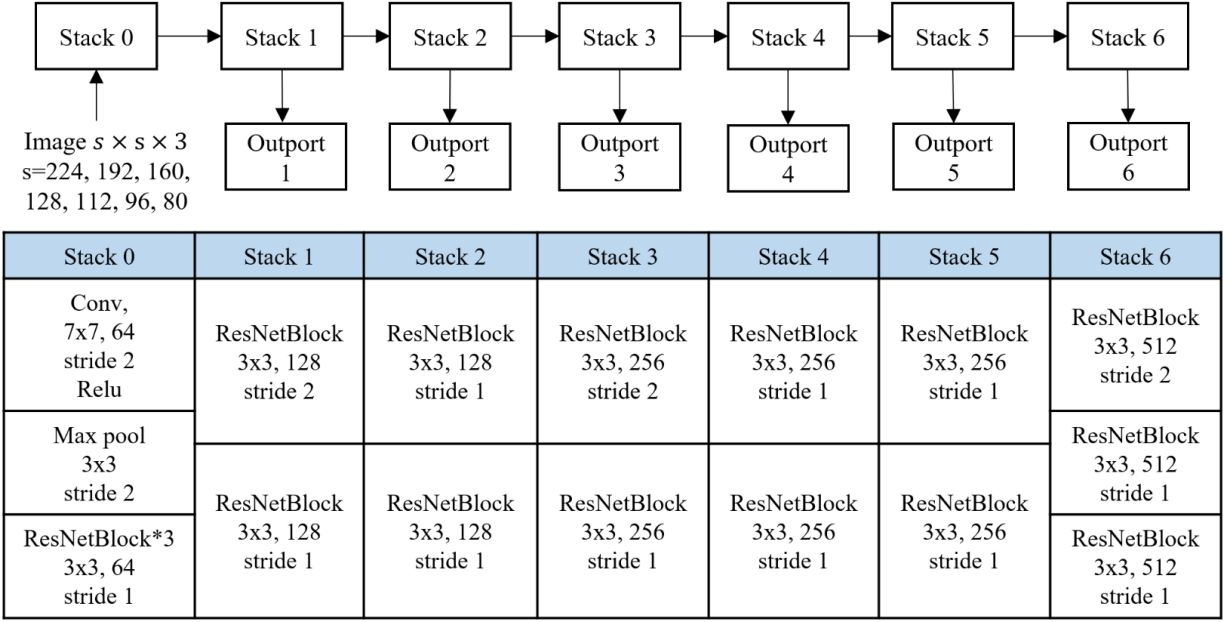 Stack 0
Stack 1
Stack 2
Stack 3
Stack 4
Stack 5
Stack 6
Image s × s × 3
s=224, 192, 160,
128, 112, 96, 80
Outport
1
Outport
2
Outport
3
Outport
4
Outport
5
Outport
6
Stack 0
Stack 1
Stack 2
Stack 3
Stack 4
Stack 5
Stack 6
Conv,
7x7, 64
stride 2
Relu
Max pool
3x3
stride 2
ResNetBlock*3
3x3, 64
stride 1
ResNetBlock
3x3, 128
stride 2
ResNetBlock
3x3, 128
stride 1
ResNetBlock
3x3, 128
stride 1
ResNetBlock
3x3, 128
stride 1
ResNetBlock
3x3, 256
stride 2
ResNetBlock
3x3, 256
stride 1
ResNetBlock
3x3, 256
stride 1
ResNetBlock
3x3, 256
stride 1
ResNetBlock
3x3, 256
stride 1
ResNetBlock
3x3, 256
stride 1
ResNetBlock
3x3, 512
stride 2
ResNetBlock
3x3, 512
stride 1
ResNetBlock
3x3, 512
stride 1